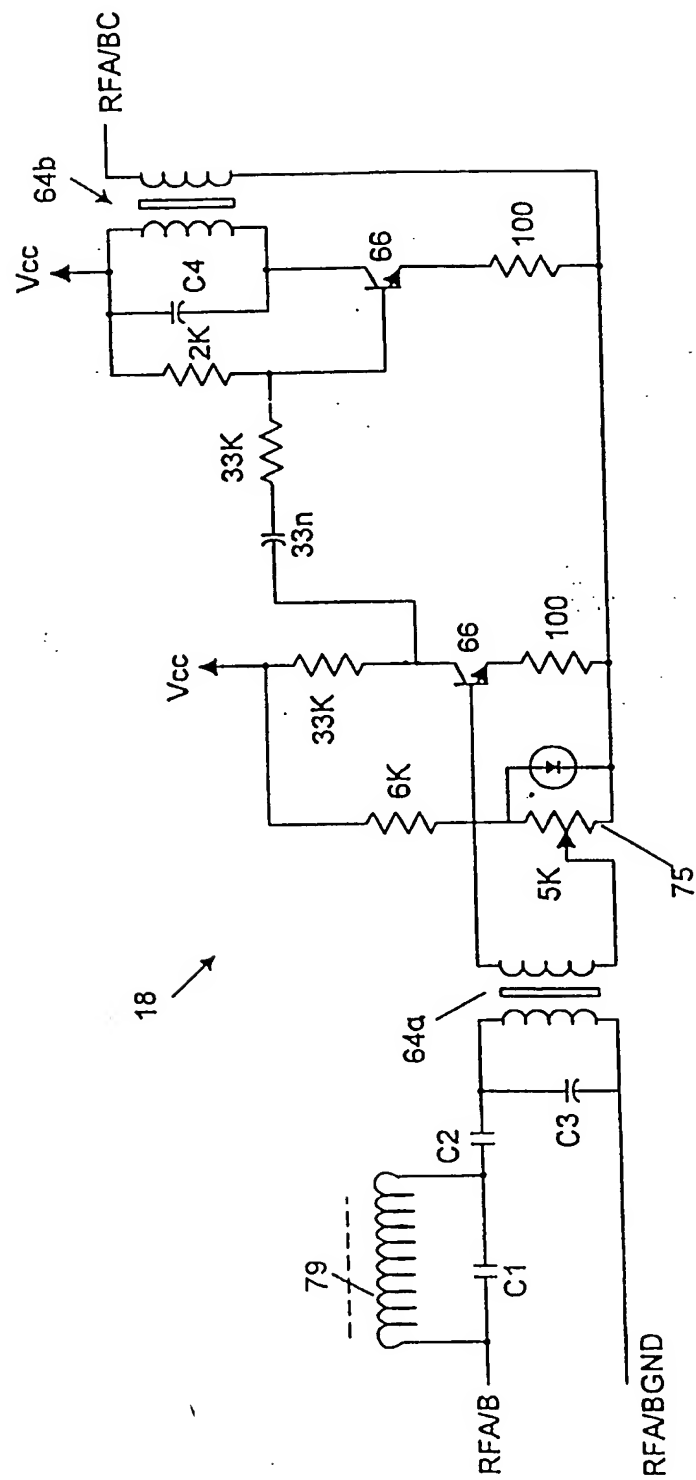 Vcc
64b
RFA/BC
C4
2K
33K
33n
66
100
Vcc
33K
6K
66
100
18
64a
5K
75
79
C2
C1
C3
RFA/B
RFA/BGND